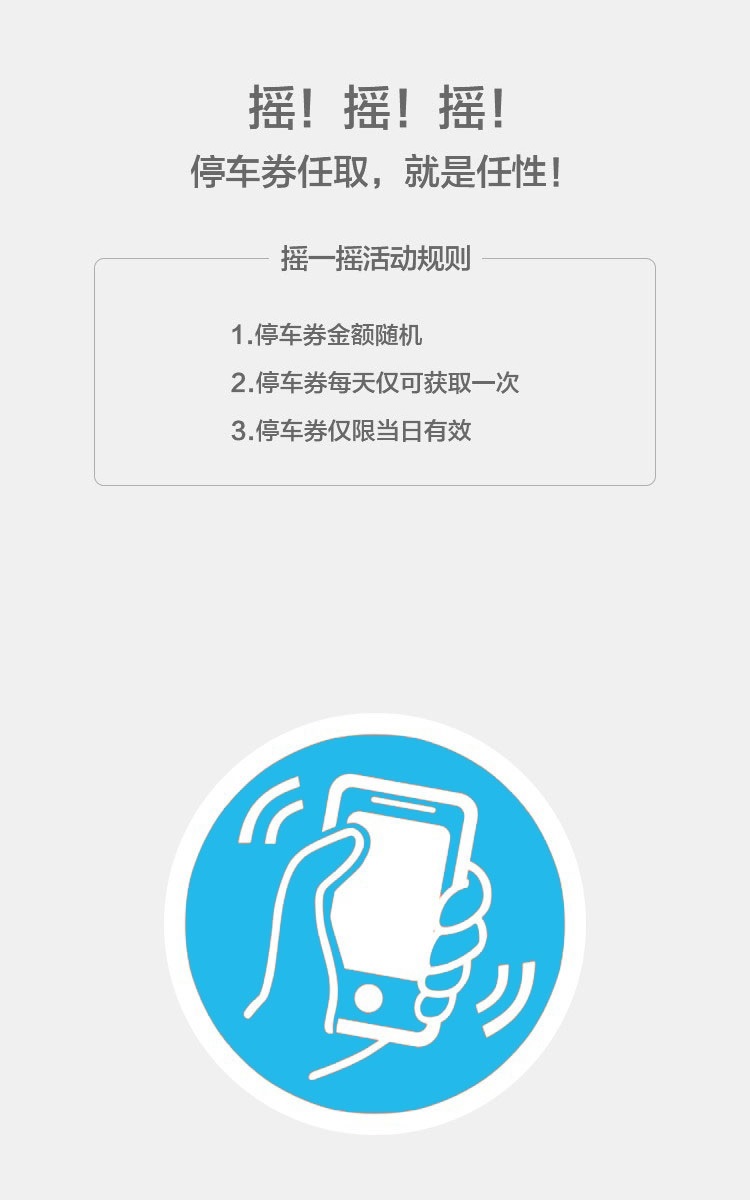 摇！摇！摇！
停车券任取，就是任性！
摇一摇活动规则
1.停车券金额随机
2.停车券每天仅可获取一次
3.停车券仅限当日有效